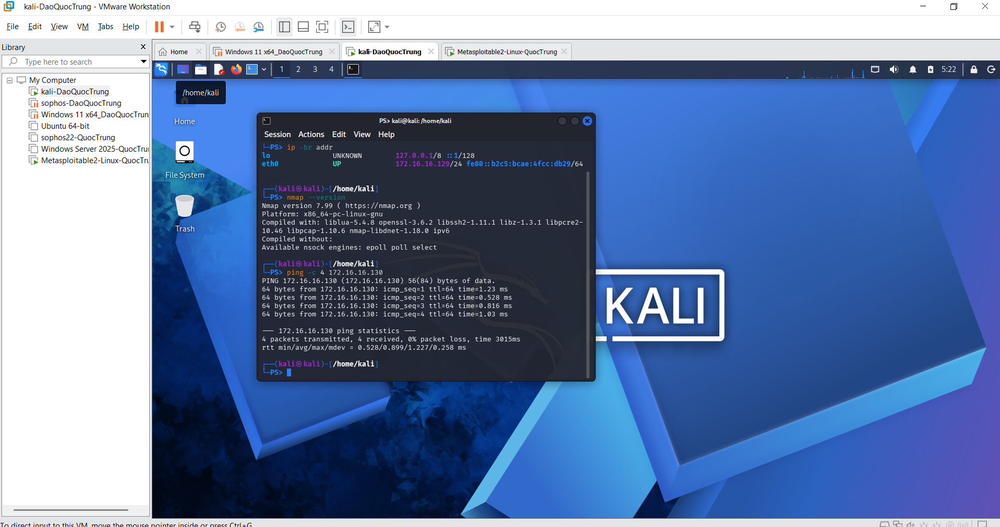 kali-DaoQuocTrung - VMware Workstation
File Edit View VM Tabs Help
Library
Type here to search
My Computer
kali-DaoQuocTrung
sophos-DaoQuocTrung
Windows 11 x64_DaoQuocTrun
Ubuntu 64-bit
sophos22-QuocTrung
Windows Server 2025-QuocTru
Metasploitable2-Linux-QuocTru
Home
Windows 11 x64_DaoQuocTrung
kali-DaoQuocTrung
Metasploitable2-Linux-QuocTrung
1 2 3 4
5:22
/home/kali
Home
File System
Trash
PS> kali@kali: /home/kali
Session Actions Edit View Help
└─PS> ip -br addr
lo UNKNOWN 127.0.0.1/8 ::1/128
eth0 UP 172.16.16.129/24 fe80::b2c5:bcae:4fcc:db29/64
┌──(kali㉿kali)-[/home/kali]
└─PS> nmap --version
Nmap version 7.99 ( https://nmap.org )
Platform: x86_64-pc-linux-gnu
Compiled with: liblua-5.4.8 openssl-3.6.2 libssh2-1.11.1 libz-1.3.1 libpcre2-
10.46 libpcap-1.10.6 nmap-libdnet-1.18.0 ipv6
Compiled without:
Available nsock engines: epoll poll select
┌──(kali㉿kali)-[/home/kali]
└─PS> ping -c 4 172.16.16.130
PING 172.16.16.130 (172.16.16.130) 56(84) bytes of data.
64 bytes from 172.16.16.130: icmp_seq=1 ttl=64 time=1.23 ms
64 bytes from 172.16.16.130: icmp_seq=2 ttl=64 time=0.528 ms
64 bytes from 172.16.16.130: icmp_seq=3 ttl=64 time=0.816 ms
64 bytes from 172.16.16.130: icmp_seq=4 ttl=64 time=1.03 ms
--- 172.16.16.130 ping statistics ---
4 packets transmitted, 4 received, 0% packet loss, time 3015ms
rtt min/avg/max/mdev = 0.528/0.899/1.227/0.258 ms
┌──(kali㉿kali)-[/home/kali]
└─PS>
KALI
To direct input to this VM, move the mouse pointer inside or press Ctrl+G.